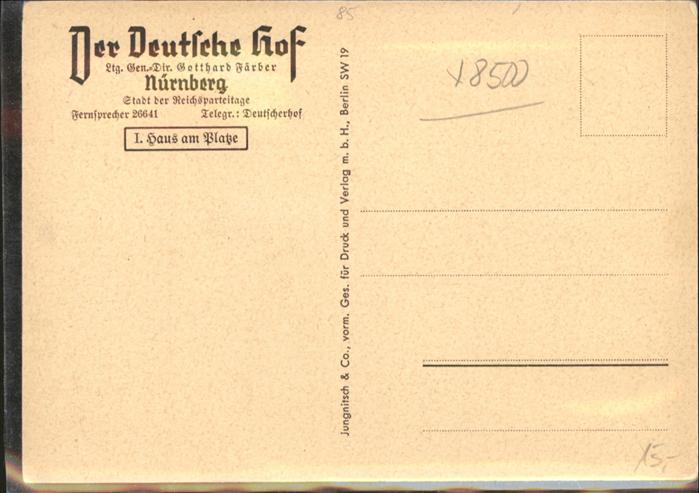 Der Deutsche Hof
Ltg. Gen.-Dir. Gotthard Färber
Nürnberg
Stadt der Reichsparteitage
Fernsprecher 26641 Telegr.: Deutscherhof
I. Haus am Platze
Jungnitsch & Co., vorm. Ges. für Druck und Verlag m. b. H., Berlin SW 19
85
x8500
15,-